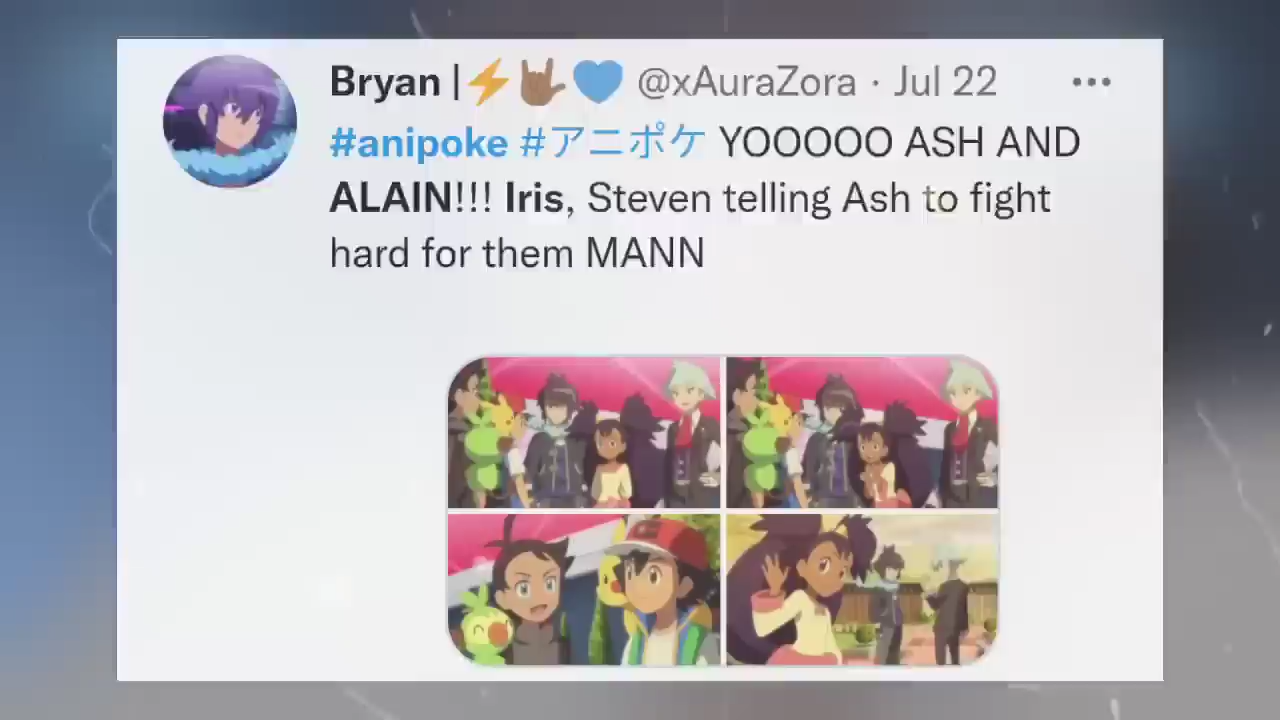 Bryan |⚡🤘🏽💙 @xAuraZora · Jul 22 •••
#anipoke #アニポケ YOOOOO ASH AND
ALAIN!!! Iris, Steven telling Ash to fight
hard for them MANN